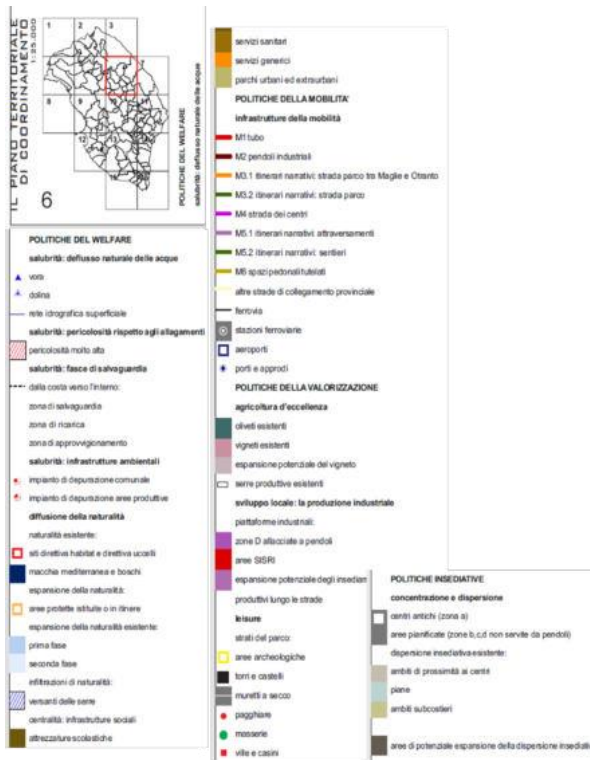 IL PIANO TERRITORIALE
DI COORDINAMENTO
1:25.000
1 2 3
7
8
12
6
POLITICHE DEL WELFARE
salubrità: deflusso naturale delle acque
POLITICHE DEL WELFARE
salubrità: deflusso naturale delle acque
vora
dolina
rete idrografica superficiale
salubrità: pericolosità rispetto agli allagamenti
pericolosità molto alta
salubrità: fasce di salvaguardia
dalla costa verso l'interno:
zona di salvaguardia
zona di ricarica
zona di approvvigionamento
salubrità: infrastrutture ambientali
impianto di depurazione comunale
impianto di depurazione aree produttive
diffusione della naturalità
naturalità esistente:
siti direttiva habitat e direttiva uccelli
macchia mediterranea e boschi
espansione della naturalità:
aree protette istituite o in itinere
espansione della naturalità esistente:
prima fase
seconda fase
infiltrazioni di naturalità:
versanti delle serre
centralità: infrastrutture sociali
attrezzature scolastiche
servizi sanitari
servizi generici
parchi urbani ed extraurbani
POLITICHE DELLA MOBILITA'
infrastrutture della mobilità
M1 tubo
M2 pendoli industriali
M3.1 itinerari narrativi: strada parco tra Maglie e Otranto
M3.2 itinerari narrativi: strada parco
M4 strada dei centri
M5.1 itinerari narrativi: attraversamenti
M5.2 itinerari narrativi: sentieri
M6 spazi pedonali tutelati
altre strade di collegamento provinciale
ferrovia
stazioni ferroviarie
aeroporti
porti e approdi
POLITICHE DELLA VALORIZZAZIONE
agricoltura d'eccellenza
oliveti esistenti
vigneti esistenti
espansione potenziale del vigneto
serre produttive esistenti
sviluppo locale: la produzione industriale
piattaforme industriali:
zone D allacciate a pendoli
aree SISRI
espansione potenziale degli insedian
produttivi lungo le strade
leisure
strati del parco:
aree archeologiche
torri e castelli
muretti a secco
pagghiare
masserie
ville e casini
POLITICHE INSEDIATIVE
concentrazione e dispersione
centri antichi (zona a)
aree pianificate (zone b,c,d non servite da pendoli)
dispersione insediativa esistente:
ambiti di prossimità ai centri
piane
ambiti subcostieri
aree di potenziale espansione della dispersione insediati